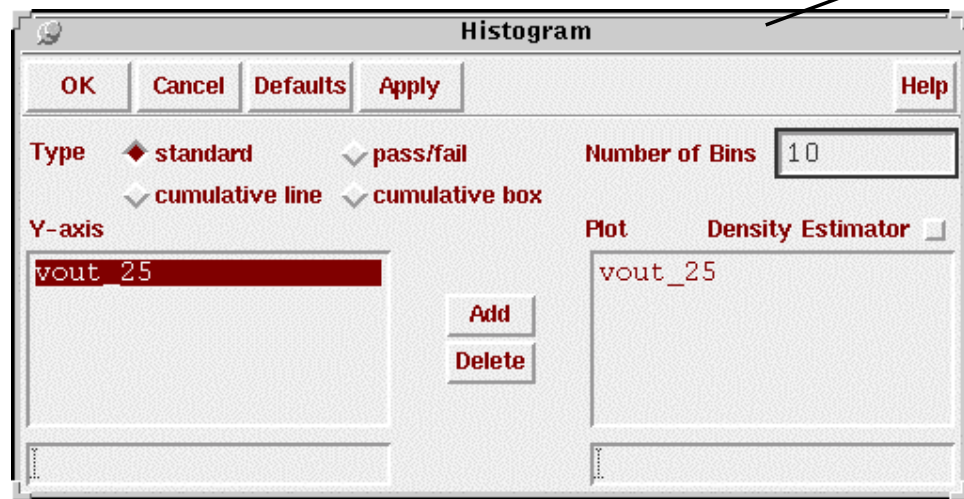 Histogram
OK Cancel Defaults Apply Help
Type standard pass/fail Number of Bins 10
cumulative line cumulative box
Y-axis Plot Density Estimator
vout_25 vout_25
Add
Delete